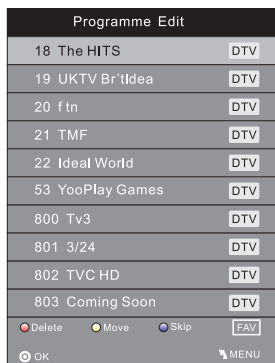 Programme Edit
18 The HITS DTV
19 UKTV Br'tIdea DTV
20 f tn DTV
21 TMF DTV
22 Ideal World DTV
53 YooPlay Games DTV
800 Tv3 DTV
801 3/24 DTV
802 TVC HD DTV
803 Coming Soon DTV
Delete Move Skip FAV
OK MENU